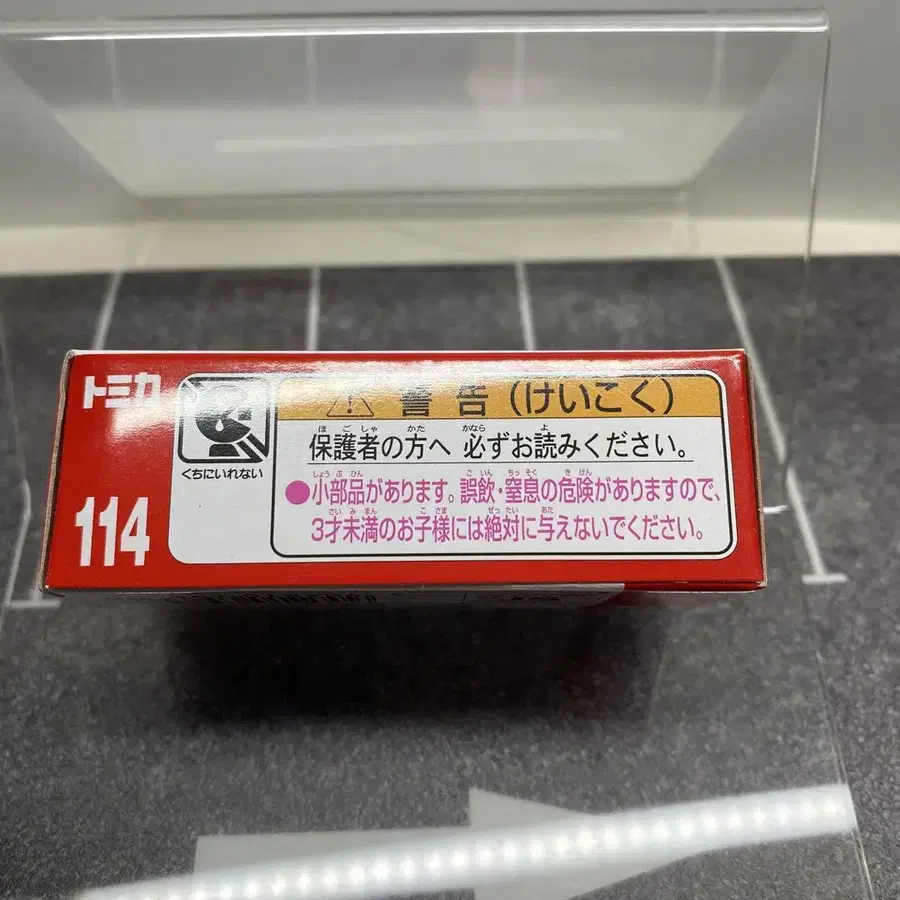 トミカ
114
くちにいれない
警告(けいこく)
保護者の方へ 必ずお読みください。
●小部品があります。誤飲・窒息の危険がありますので、
3才未満のお子様には絶対に与えないでください。